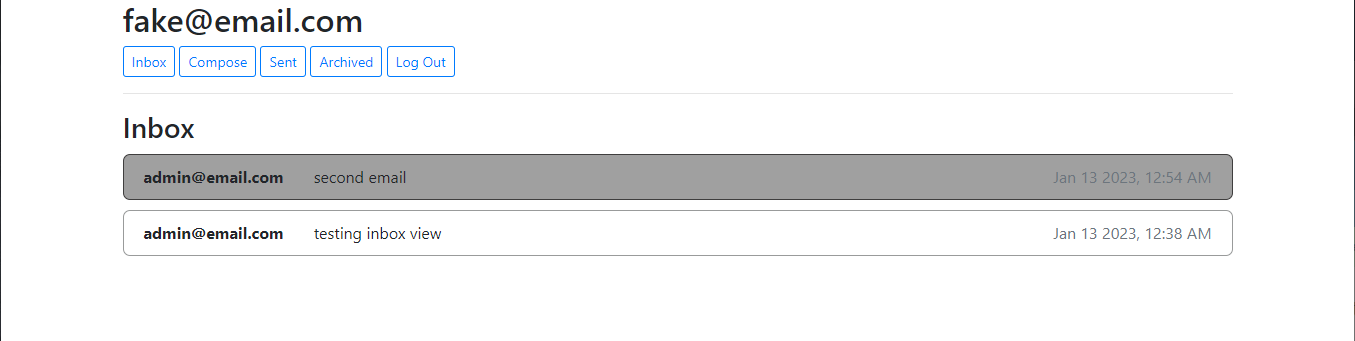 fake@email.com
Inbox Compose Sent Archived Log Out
Inbox
admin@email.com second email Jan 13 2023, 12:54 AM
admin@email.com testing inbox view Jan 13 2023, 12:38 AM